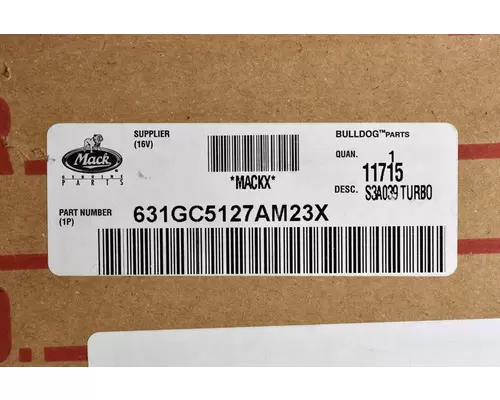 Mack
GENUINE
PARTS
SUPPLIER
(16V)
*MACKX*
BULLDOG™PARTS
QUAN. 1
11715
DESC. S3A039 TURBO
PART NUMBER
(1P)
631GC5127AM23X